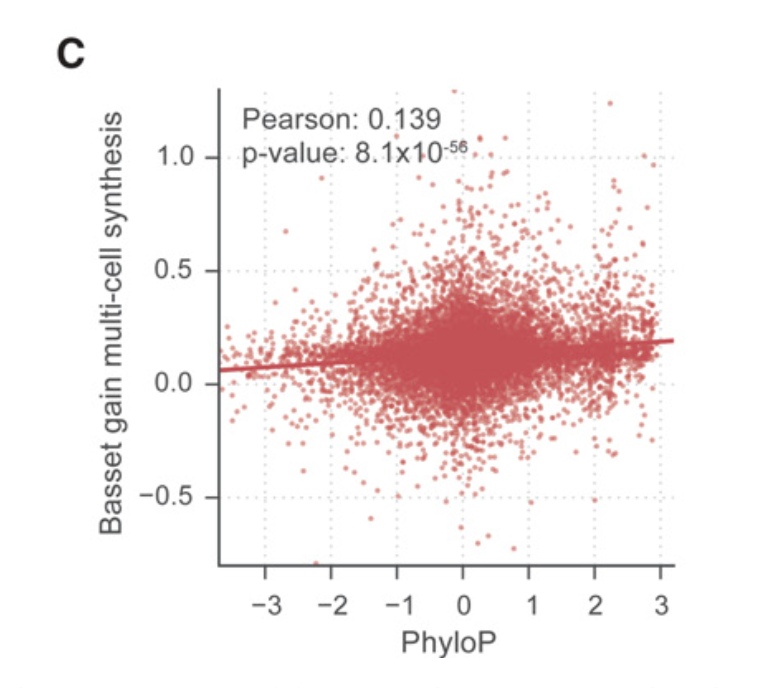 C
Pearson: 0.139
p-value: 8.1x10⁻⁵⁶
Basset gain multi-cell synthesis
1.0
0.5
0.0
−0.5
−3 −2 −1 0 1 2 3
PhyloP